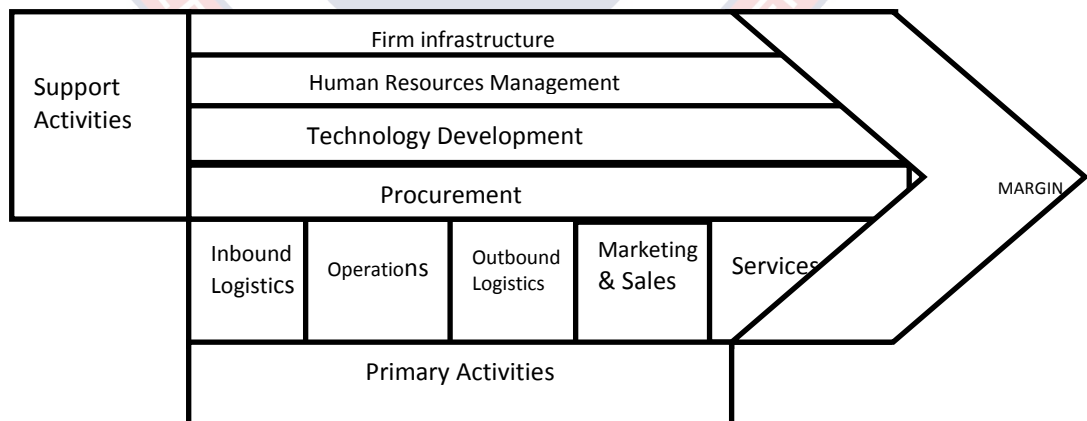 Firm infrastructure
Support
Activities
Human Resources Management
Technology Development
Procurement
MARGIN
Inbound
Logistics
Operations
Outbound
Logistics
Marketing
& Sales
Services
Primary Activities